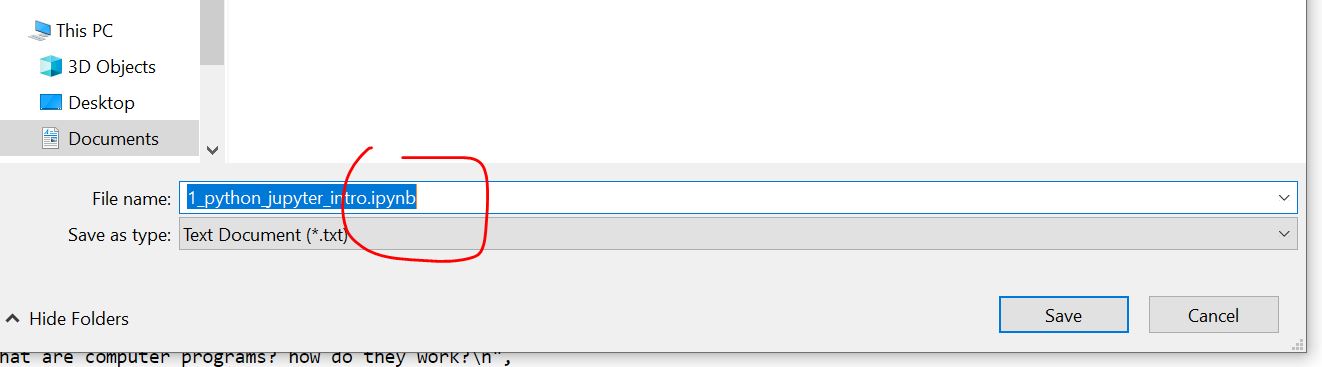 This PC
3D Objects
Desktop
Documents
File name: 1_python_jupyter_intro.ipynb
Save as type: Text Document (*.txt)
Hide Folders
Save
Cancel
hat are computer programs? how do they work?\n",